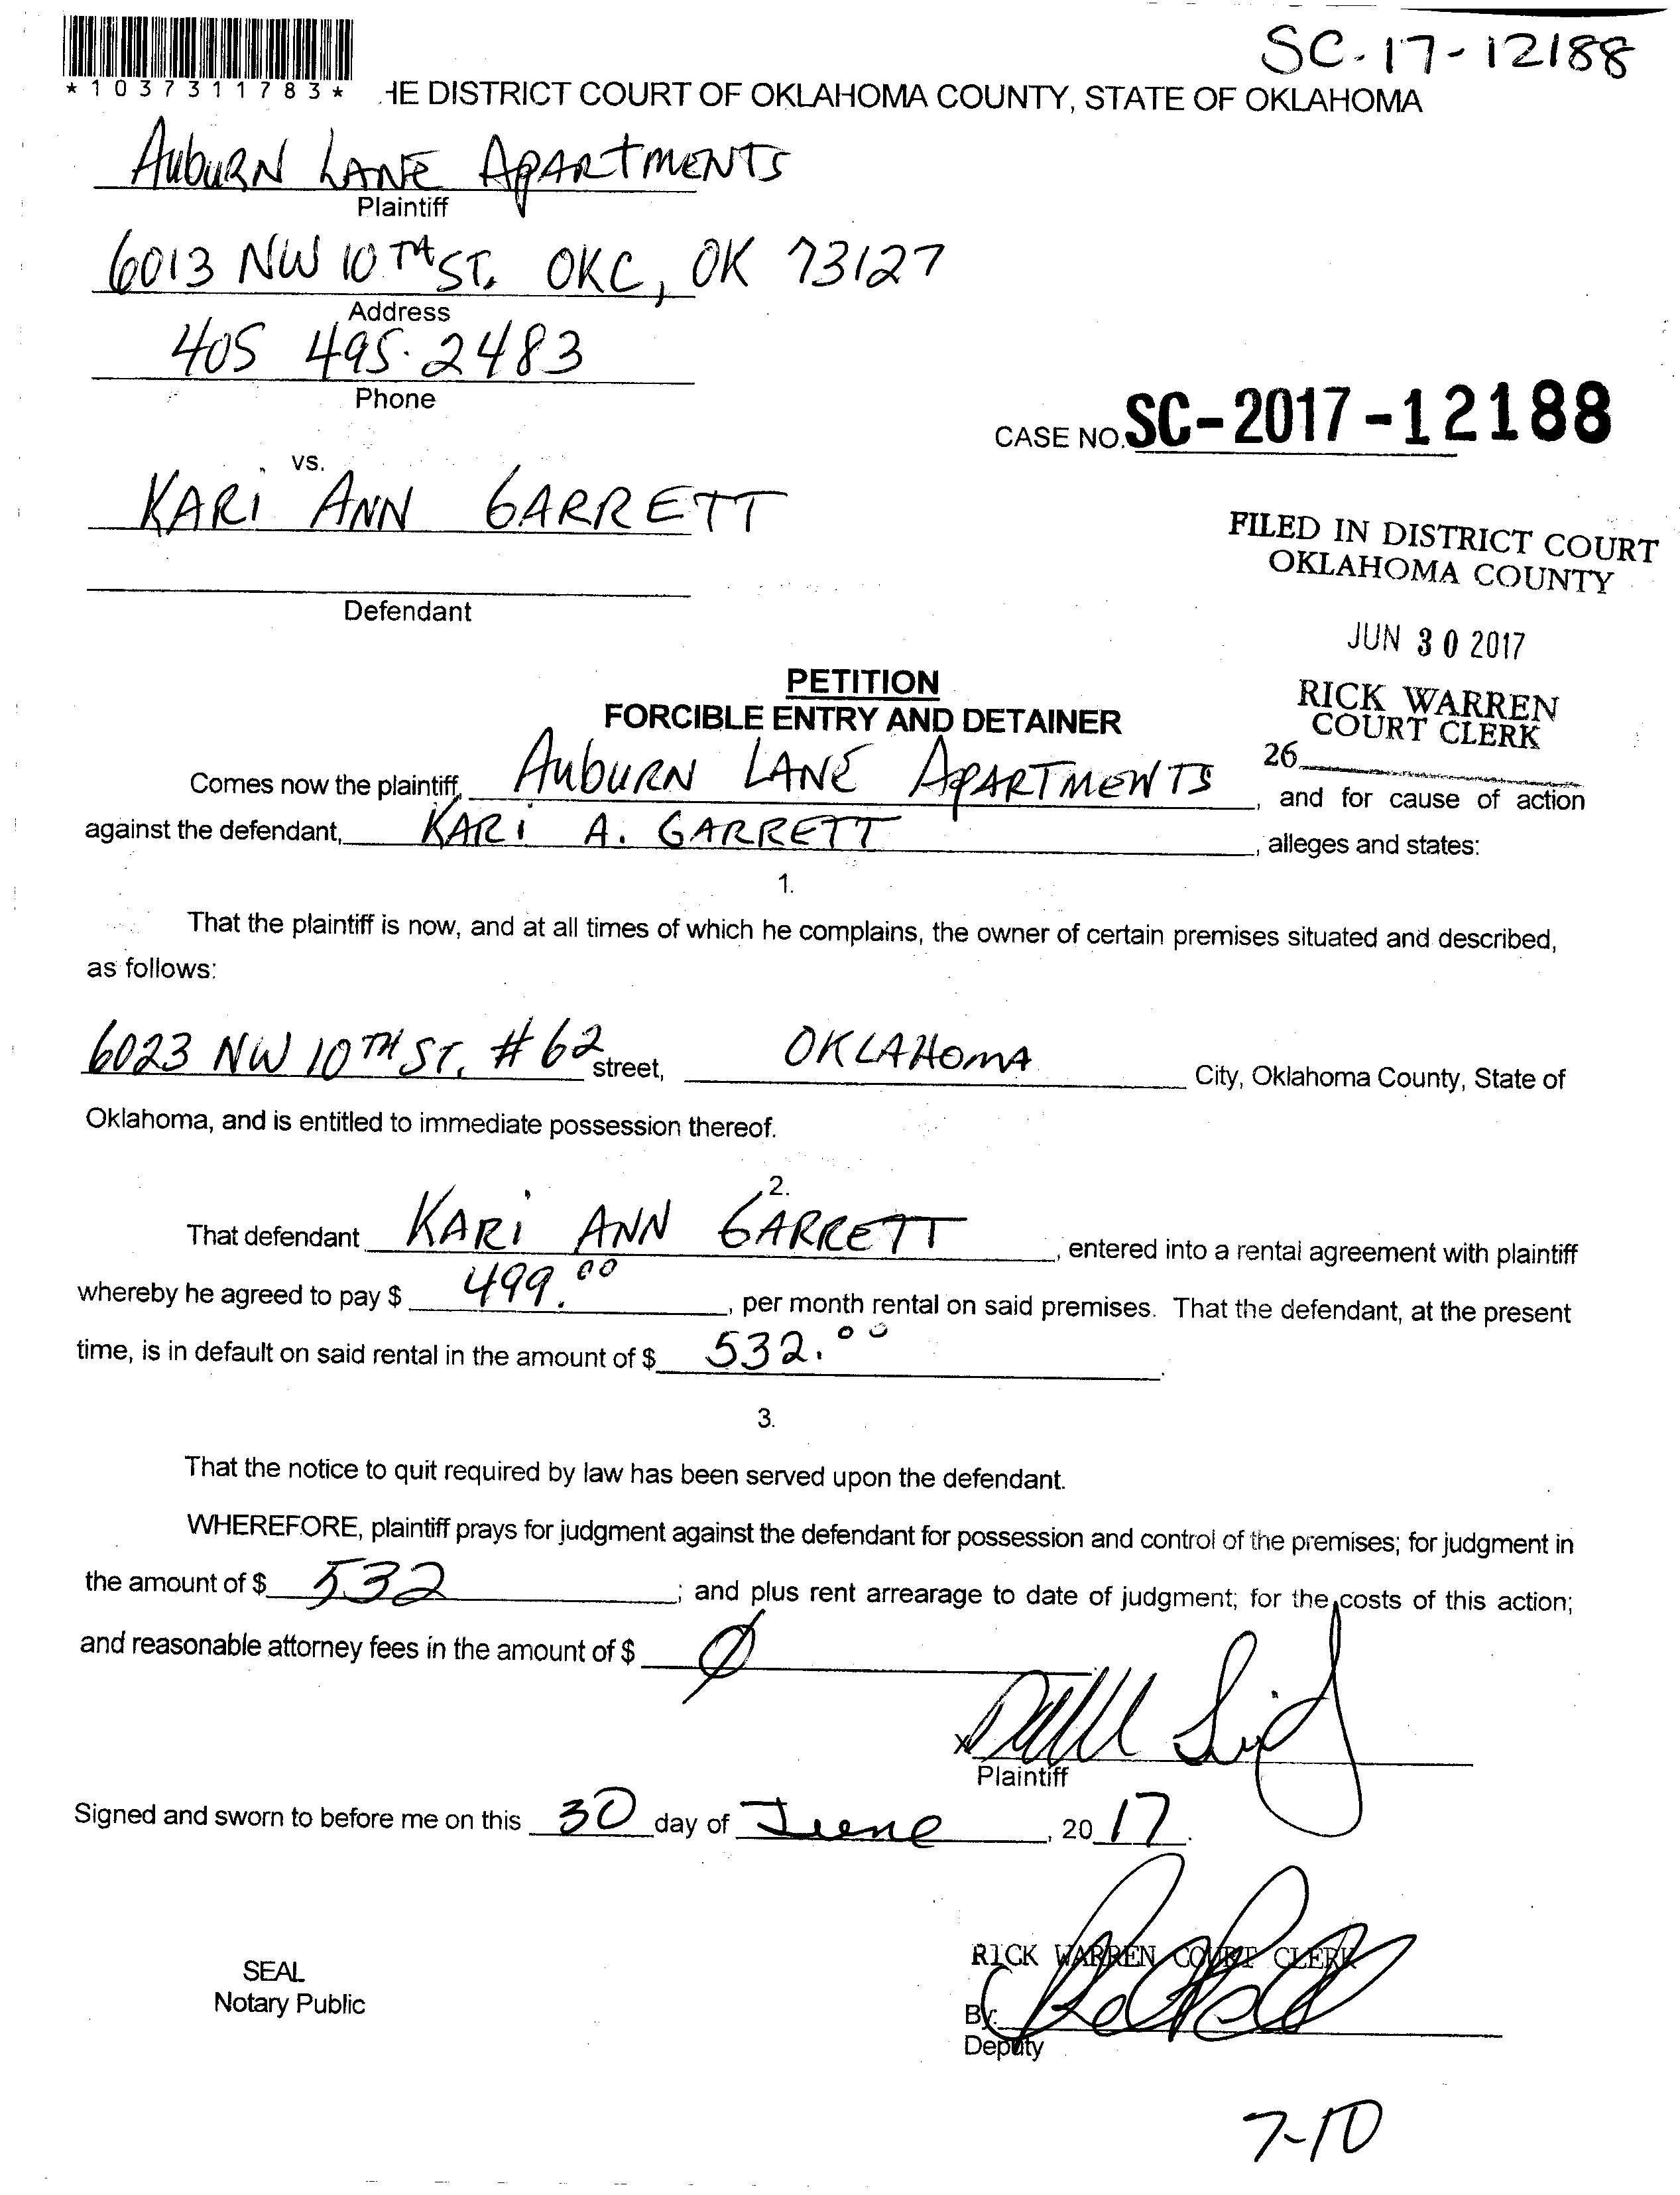 SC-17-12188
*1037311783*
HE DISTRICT COURT OF OKLAHOMA COUNTY, STATE OF OKLAHOMA
AubuRN LANE APARtMENTS
Plaintiff
6013 NW 10TH ST. OKC, OK 73127
Address
405 495.2483
Phone
CASE NO. SC-2017-12188
vs.
KARi ANN GARRETT
Defendant
FILED IN DISTRICT COURT
OKLAHOMA COUNTY
JUN 30 2017
RICK WARREN
COURT CLERK
26
PETITION
FORCIBLE ENTRY AND DETAINER
Comes now the plaintiff, AubURN LANE APARTMENTS, and for cause of action
against the defendant, KARi A. GARRETT, alleges and states:
1.
That the plaintiff is now, and at all times of which he complains, the owner of certain premises situated and described,
as follows:
6023 NW 10TH ST. #62 street, OKLAHOMA City, Oklahoma County, State of
Oklahoma, and is entitled to immediate possession thereof.
2.
That defendant KARi ANN GARRETT, entered into a rental agreement with plaintiff
whereby he agreed to pay $ 499.00, per month rental on said premises. That the defendant, at the present
time, is in default on said rental in the amount of $ 532.00.
3.
That the notice to quit required by law has been served upon the defendant.
WHEREFORE, plaintiff prays for judgment against the defendant for possession and control of the premises; for judgment in
the amount of $ 532; and plus rent arrearage to date of judgment; for the costs of this action;
and reasonable attorney fees in the amount of $ Ø
X
Plaintiff
Signed and sworn to before me on this 30 day of June, 2017.
SEAL
Notary Public
RICK WARREN COURT CLERK
By:
Deputy
7-10